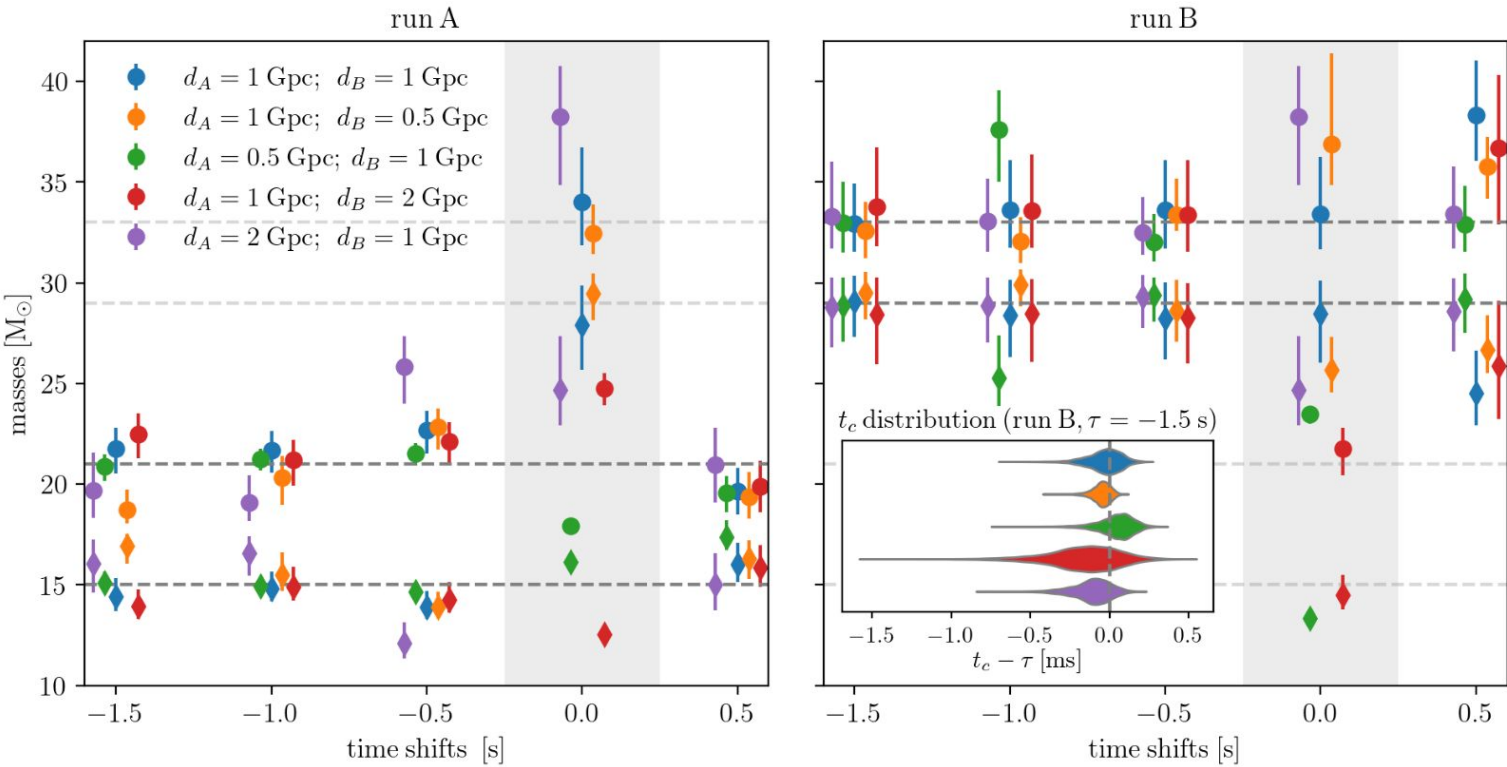 run A
run B
masses [M⊙]
40
35
30
25
20
15
10
d_A = 1 Gpc; d_B = 1 Gpc
d_A = 1 Gpc; d_B = 0.5 Gpc
d_A = 0.5 Gpc; d_B = 1 Gpc
d_A = 1 Gpc; d_B = 2 Gpc
d_A = 2 Gpc; d_B = 1 Gpc
−1.5 −1.0 −0.5 0.0 0.5
time shifts [s]
t_c distribution (run B, τ = −1.5 s)
−1.5 −1.0 −0.5 0.0 0.5
t_c − τ [ms]
−1.5 −1.0 −0.5 0.0 0.5
time shifts [s]